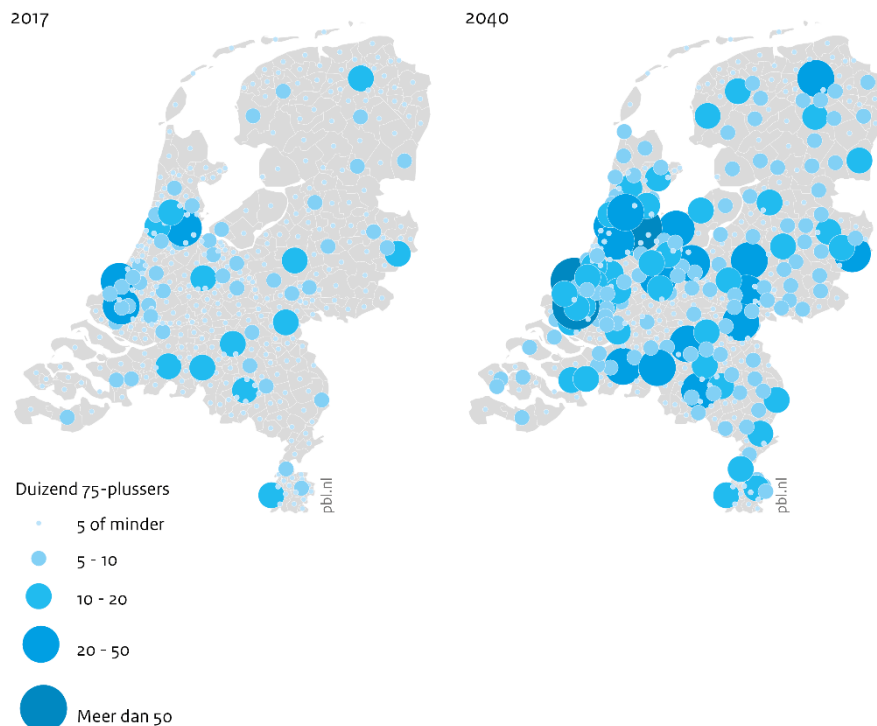 2017
2040
pbl.nl
pbl.nl
Duizend 75-plussers
5 of minder
5 - 10
10 - 20
20 - 50
Meer dan 50